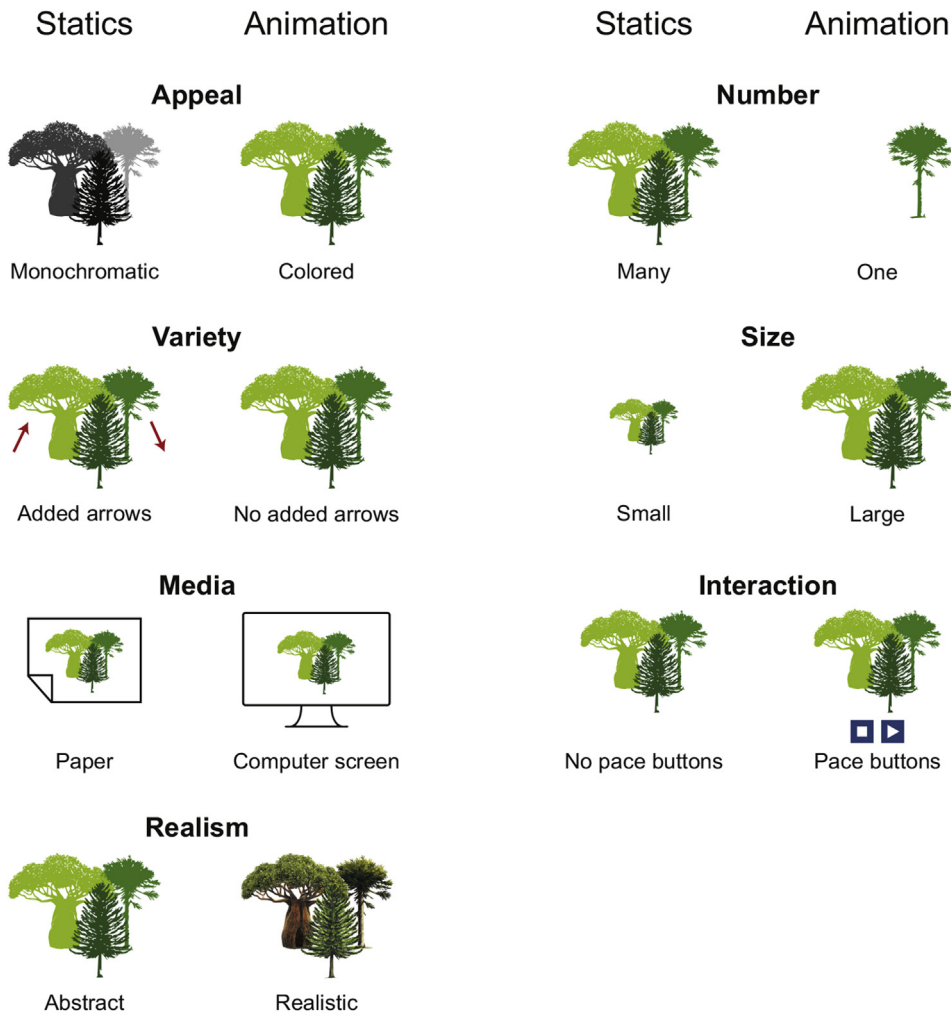 Statics Animation
Appeal
Monochromatic Colored
Variety
Added arrows No added arrows
Media
Paper Computer screen
Realism
Abstract Realistic
Statics Animation
Number
Many One
Size
Small Large
Interaction
No pace buttons Pace buttons